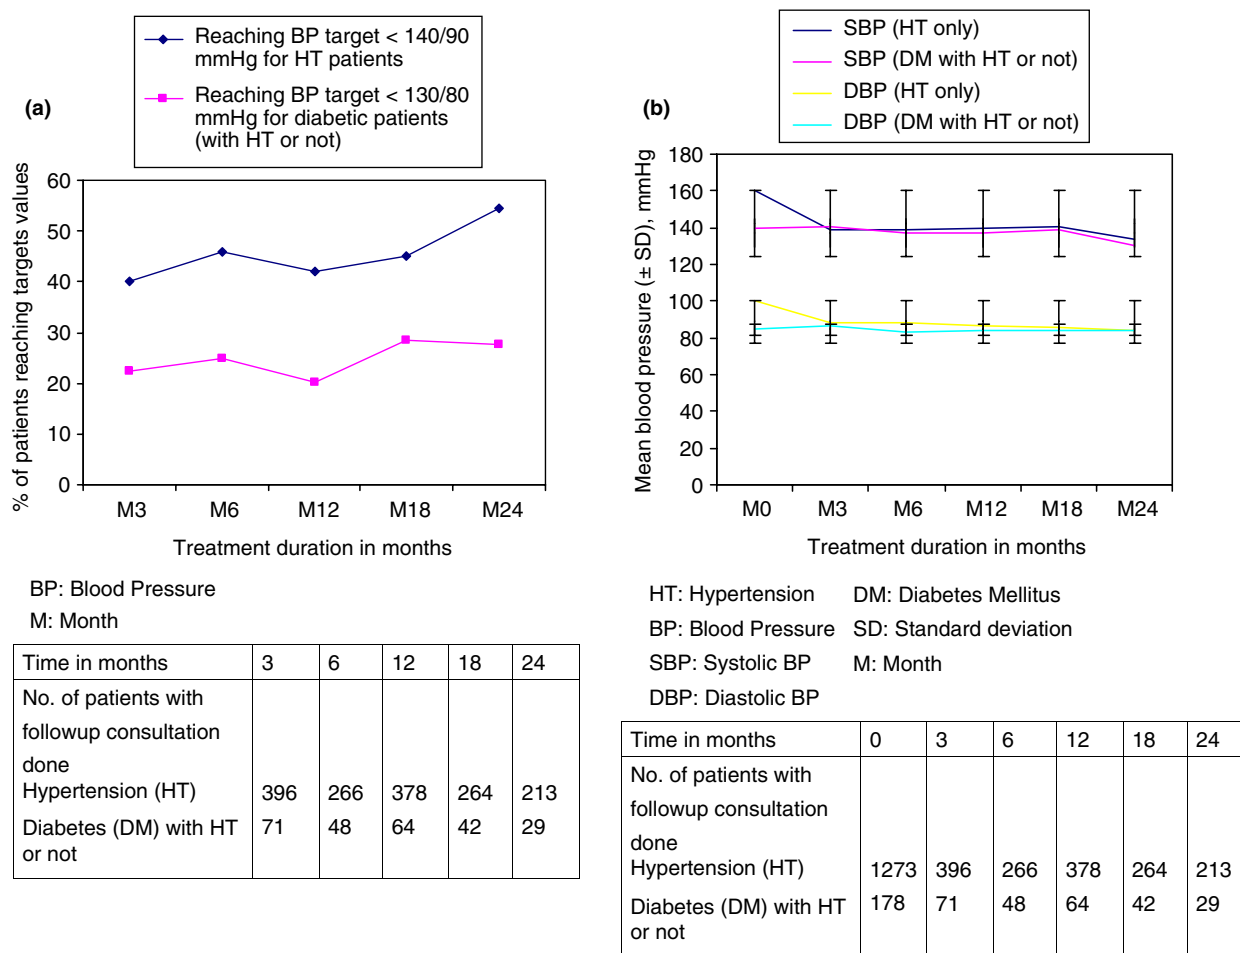 Reaching BP target < 140/90
mmHg for HT patients
Reaching BP target < 130/80
mmHg for diabetic patients
(with HT or not)
(a)
% of patients reaching targets values
60
50
40
30
20
10
0
M3 M6 M12 M18 M24
Treatment duration in months
BP: Blood Pressure
M: Month
Time in months 3 6 12 18 24
No. of patients with
followup consultation
done
Hypertension (HT) 396 266 378 264 213
Diabetes (DM) with HT 71 48 64 42 29
or not
SBP (HT only)
SBP (DM with HT or not)
DBP (HT only)
DBP (DM with HT or not)
(b)
Mean blood pressure (± SD), mmHg
180
160
140
120
100
80
60
40
20
0
M0 M3 M6 M12 M18 M24
Treatment duration in months
HT: Hypertension DM: Diabetes Mellitus
BP: Blood Pressure SD: Standard deviation
SBP: Systolic BP M: Month
DBP: Diastolic BP
Time in months 0 3 6 12 18 24
No. of patients with
followup consultation
done
Hypertension (HT) 1273 396 266 378 264 213
Diabetes (DM) with HT 178 71 48 64 42 29
or not